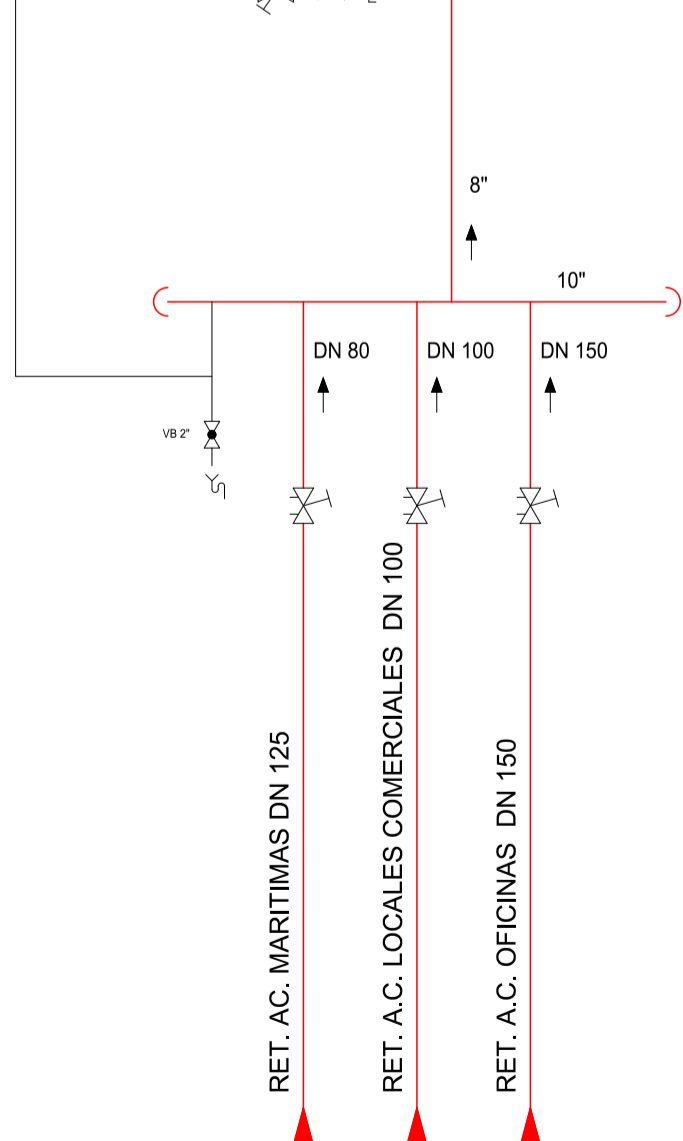 8"
10"
DN 80
DN 100
DN 150
VB 2"
RET. AC. MARITIMAS DN 125
RET. A.C. LOCALES COMERCIALES DN 100
RET. A.C. OFICINAS DN 150